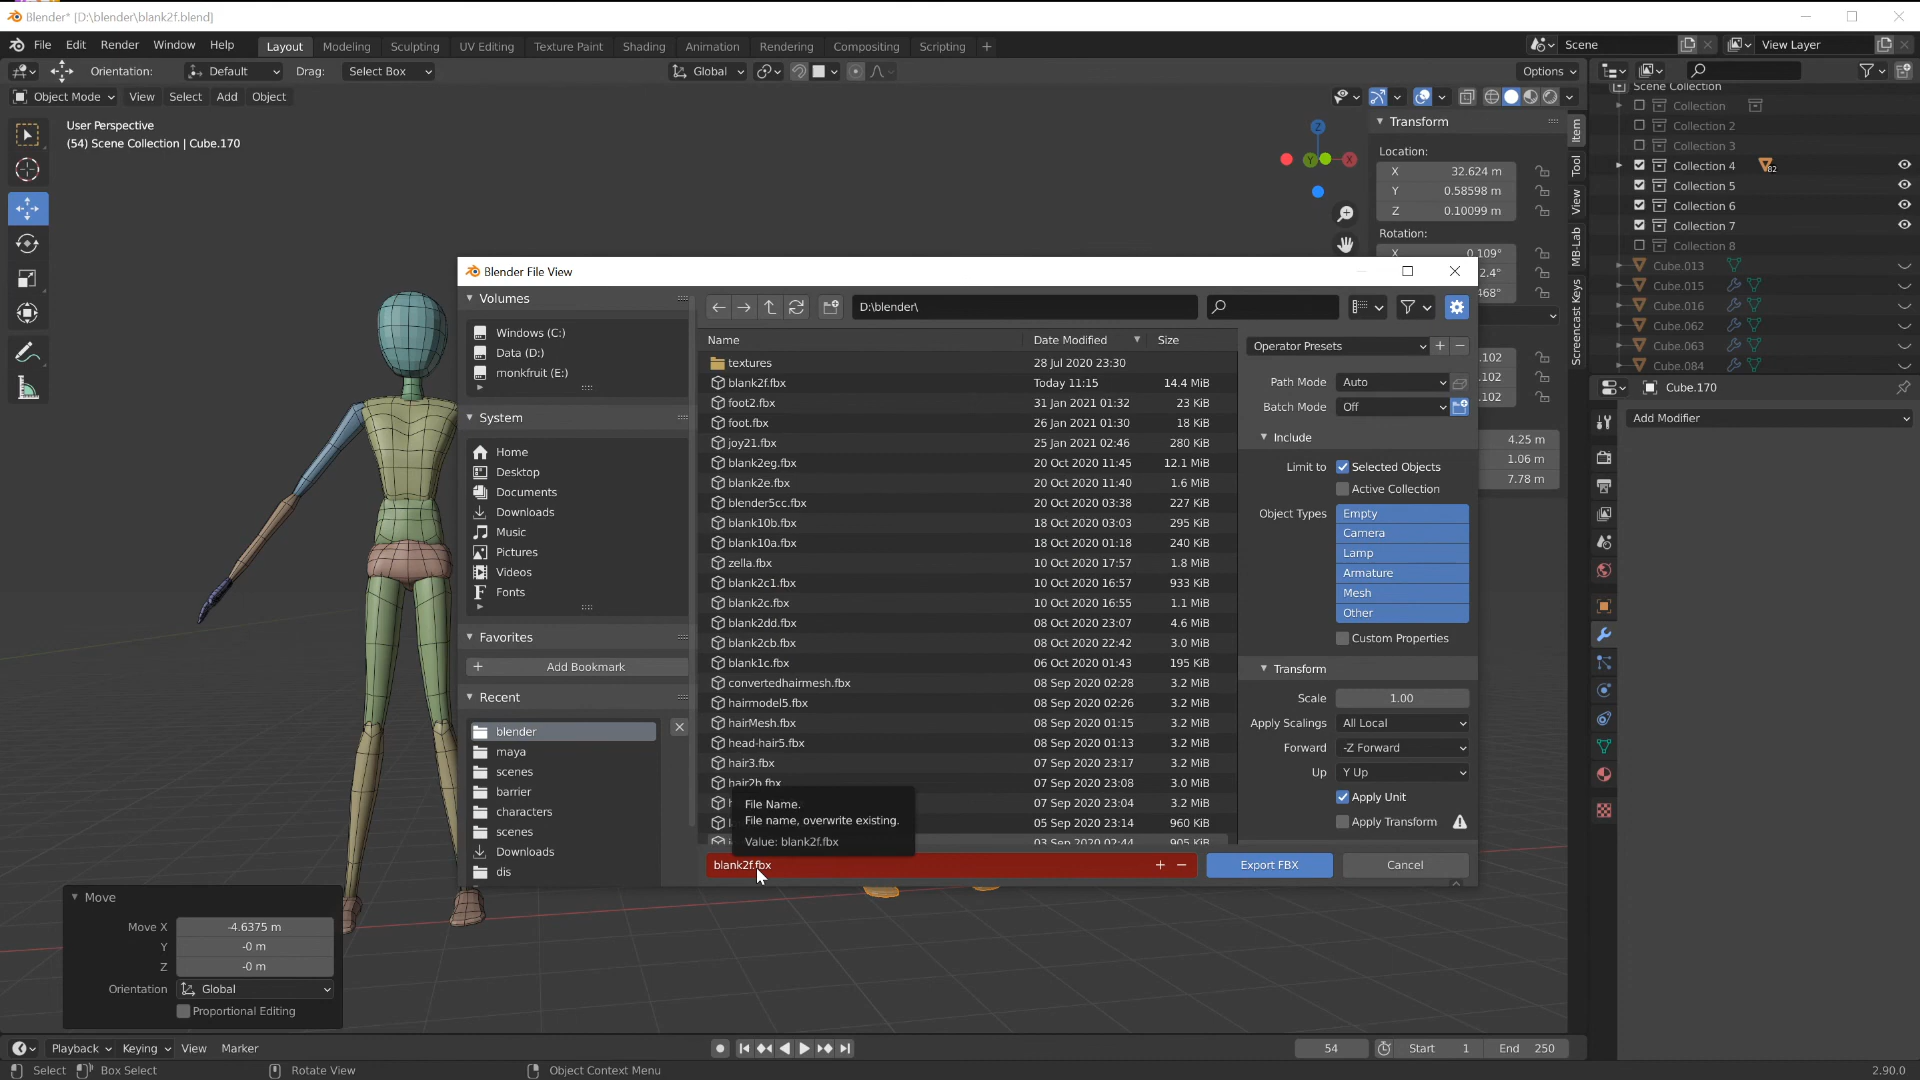 Blender* [D:\blender\blank2f.blend]
File Edit Render Window Help Layout Modeling Sculpting UV Editing Texture Paint Shading Animation Rendering Compositing Scripting + Scene View Layer
Orientation: Default Drag: Select Box Global Options
Object Mode View Select Add Object
User Perspective
(54) Scene Collection | Cube.170
Z
Y X
Transform
Location:
X 32.624 m
Y 0.58598 m
Z 0.10099 m
Rotation:
X 0.109°
2.4°
468°
.102
.102
.102
4.25 m
1.06 m
7.78 m
Item
Tool
View
MB-Lab
Screencast Keys
Scene Collection
Collection
Collection 2
Collection 3
Collection 4 82
Collection 5
Collection 6
Collection 7
Collection 8
Cube.013
Cube.015
Cube.016
Cube.062
Cube.063
Cube.084
Cube.170
Add Modifier
Blender File View
Volumes
Windows (C:)
Data (D:)
monkfruit (E:)
System
Home
Desktop
Documents
Downloads
Music
Pictures
Videos
Fonts
Favorites
Add Bookmark
Recent
blender
maya
scenes
barrier
characters
scenes
Downloads
dis
D:\blender\
Name Date Modified Size
textures 28 Jul 2020 23:30
blank2f.fbx Today 11:15 14.4 MiB
foot2.fbx 31 Jan 2021 01:32 23 KiB
foot.fbx 26 Jan 2021 01:30 18 KiB
joy21.fbx 25 Jan 2021 02:46 280 KiB
blank2eg.fbx 20 Oct 2020 11:45 12.1 MiB
blank2e.fbx 20 Oct 2020 11:40 1.6 MiB
blender5cc.fbx 20 Oct 2020 03:38 227 KiB
blank10b.fbx 18 Oct 2020 03:03 295 KiB
blank10a.fbx 18 Oct 2020 01:18 240 KiB
zella.fbx 10 Oct 2020 17:57 1.8 MiB
blank2c1.fbx 10 Oct 2020 16:57 933 KiB
blank2c.fbx 10 Oct 2020 16:55 1.1 MiB
blank2dd.fbx 08 Oct 2020 23:07 4.6 MiB
blank2cb.fbx 08 Oct 2020 22:42 3.0 MiB
blank1c.fbx 06 Oct 2020 01:43 195 KiB
convertedhairmesh.fbx 08 Sep 2020 02:28 3.2 MiB
hairmodel5.fbx 08 Sep 2020 02:26 3.2 MiB
hairMesh.fbx 08 Sep 2020 01:15 3.2 MiB
head-hair5.fbx 08 Sep 2020 01:13 3.2 MiB
hair3.fbx 07 Sep 2020 23:17 3.2 MiB
hair2b.fbx 07 Sep 2020 23:08 3.0 MiB
07 Sep 2020 23:04 3.2 MiB
05 Sep 2020 23:14 960 KiB
03 Sep 2020 02:44 905 KiB
File Name.
File name, overwrite existing.
Value: blank2f.fbx
blank2f.fbx + − Export FBX Cancel
Operator Presets
Path Mode Auto
Batch Mode Off
Include
Limit to Selected Objects
Active Collection
Object Types Empty
Camera
Lamp
Armature
Mesh
Other
Custom Properties
Transform
Scale 1.00
Apply Scalings All Local
Forward -Z Forward
Up Y Up
Apply Unit
Apply Transform
Move
Move X -4.6375 m
Y -0 m
Z -0 m
Orientation Global
Proportional Editing
Playback Keying View Marker 54 Start 1 End 250
Select Box Select Rotate View Object Context Menu 2.90.0